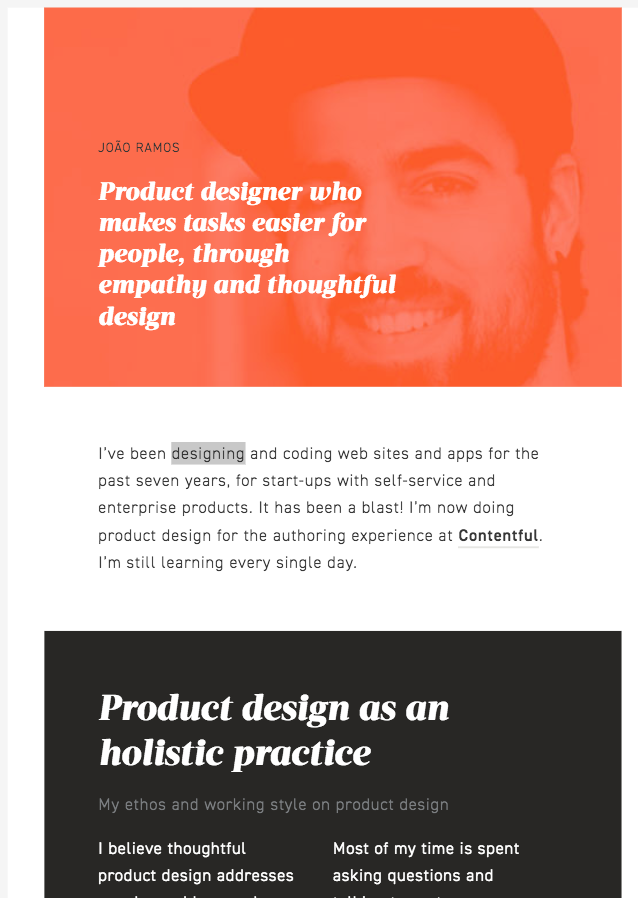 JOÃO RAMOS
Product designer who
makes tasks easier for
people, through
empathy and thoughtful
design
I've been designing and coding web sites and apps for the
past seven years, for start-ups with self-service and
enterprise products. It has been a blast! I'm now doing
product design for the authoring experience at Contentful.
I'm still learning every single day.
Product design as an
holistic practice
My ethos and working style on product design
I believe thoughtful
product design addresses
Most of my time is spent
asking questions and